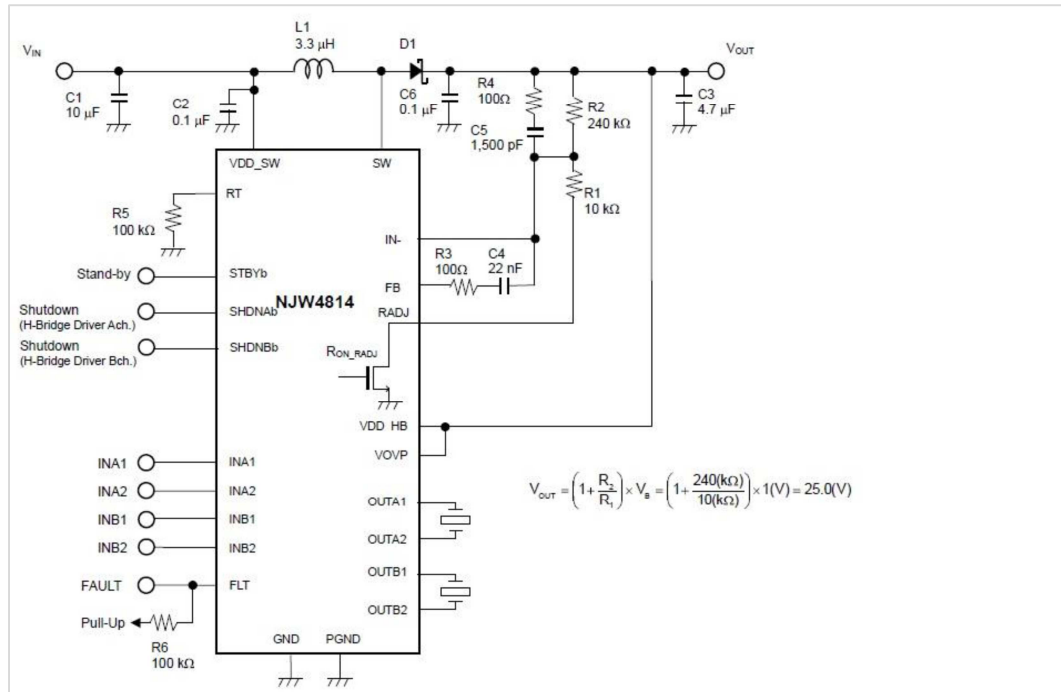 L1
3.3 μH
D1
VIN
VOUT
C1
10 μF
C2
0.1 μF
C6
0.1 μF
R4
100Ω
C5
1,500 pF
R2
240 kΩ
C3
4.7 μF
VDD_SW
SW
RT
R5
100 kΩ
R1
10 kΩ
IN-
R3
100Ω
C4
22 nF
Stand-by
STBYb
FB
NJW4814
Shutdown
(H-Bridge Driver Ach.)
SHDNAb
RADJ
Shutdown
(H-Bridge Driver Bch.)
SHDNBb
RON_RADJ
VDD_HB
VOVP
INA1
INA1
INA2
INA2
INB1
INB1
INB2
INB2
OUTA1
OUTA2
OUTB1
OUTB2
VOUT = (1+R2/R1)×VB = (1+240(kΩ)/10(kΩ))×1(V) = 25.0(V)
FAULT
FLT
Pull-Up
R6
100 kΩ
GND
PGND